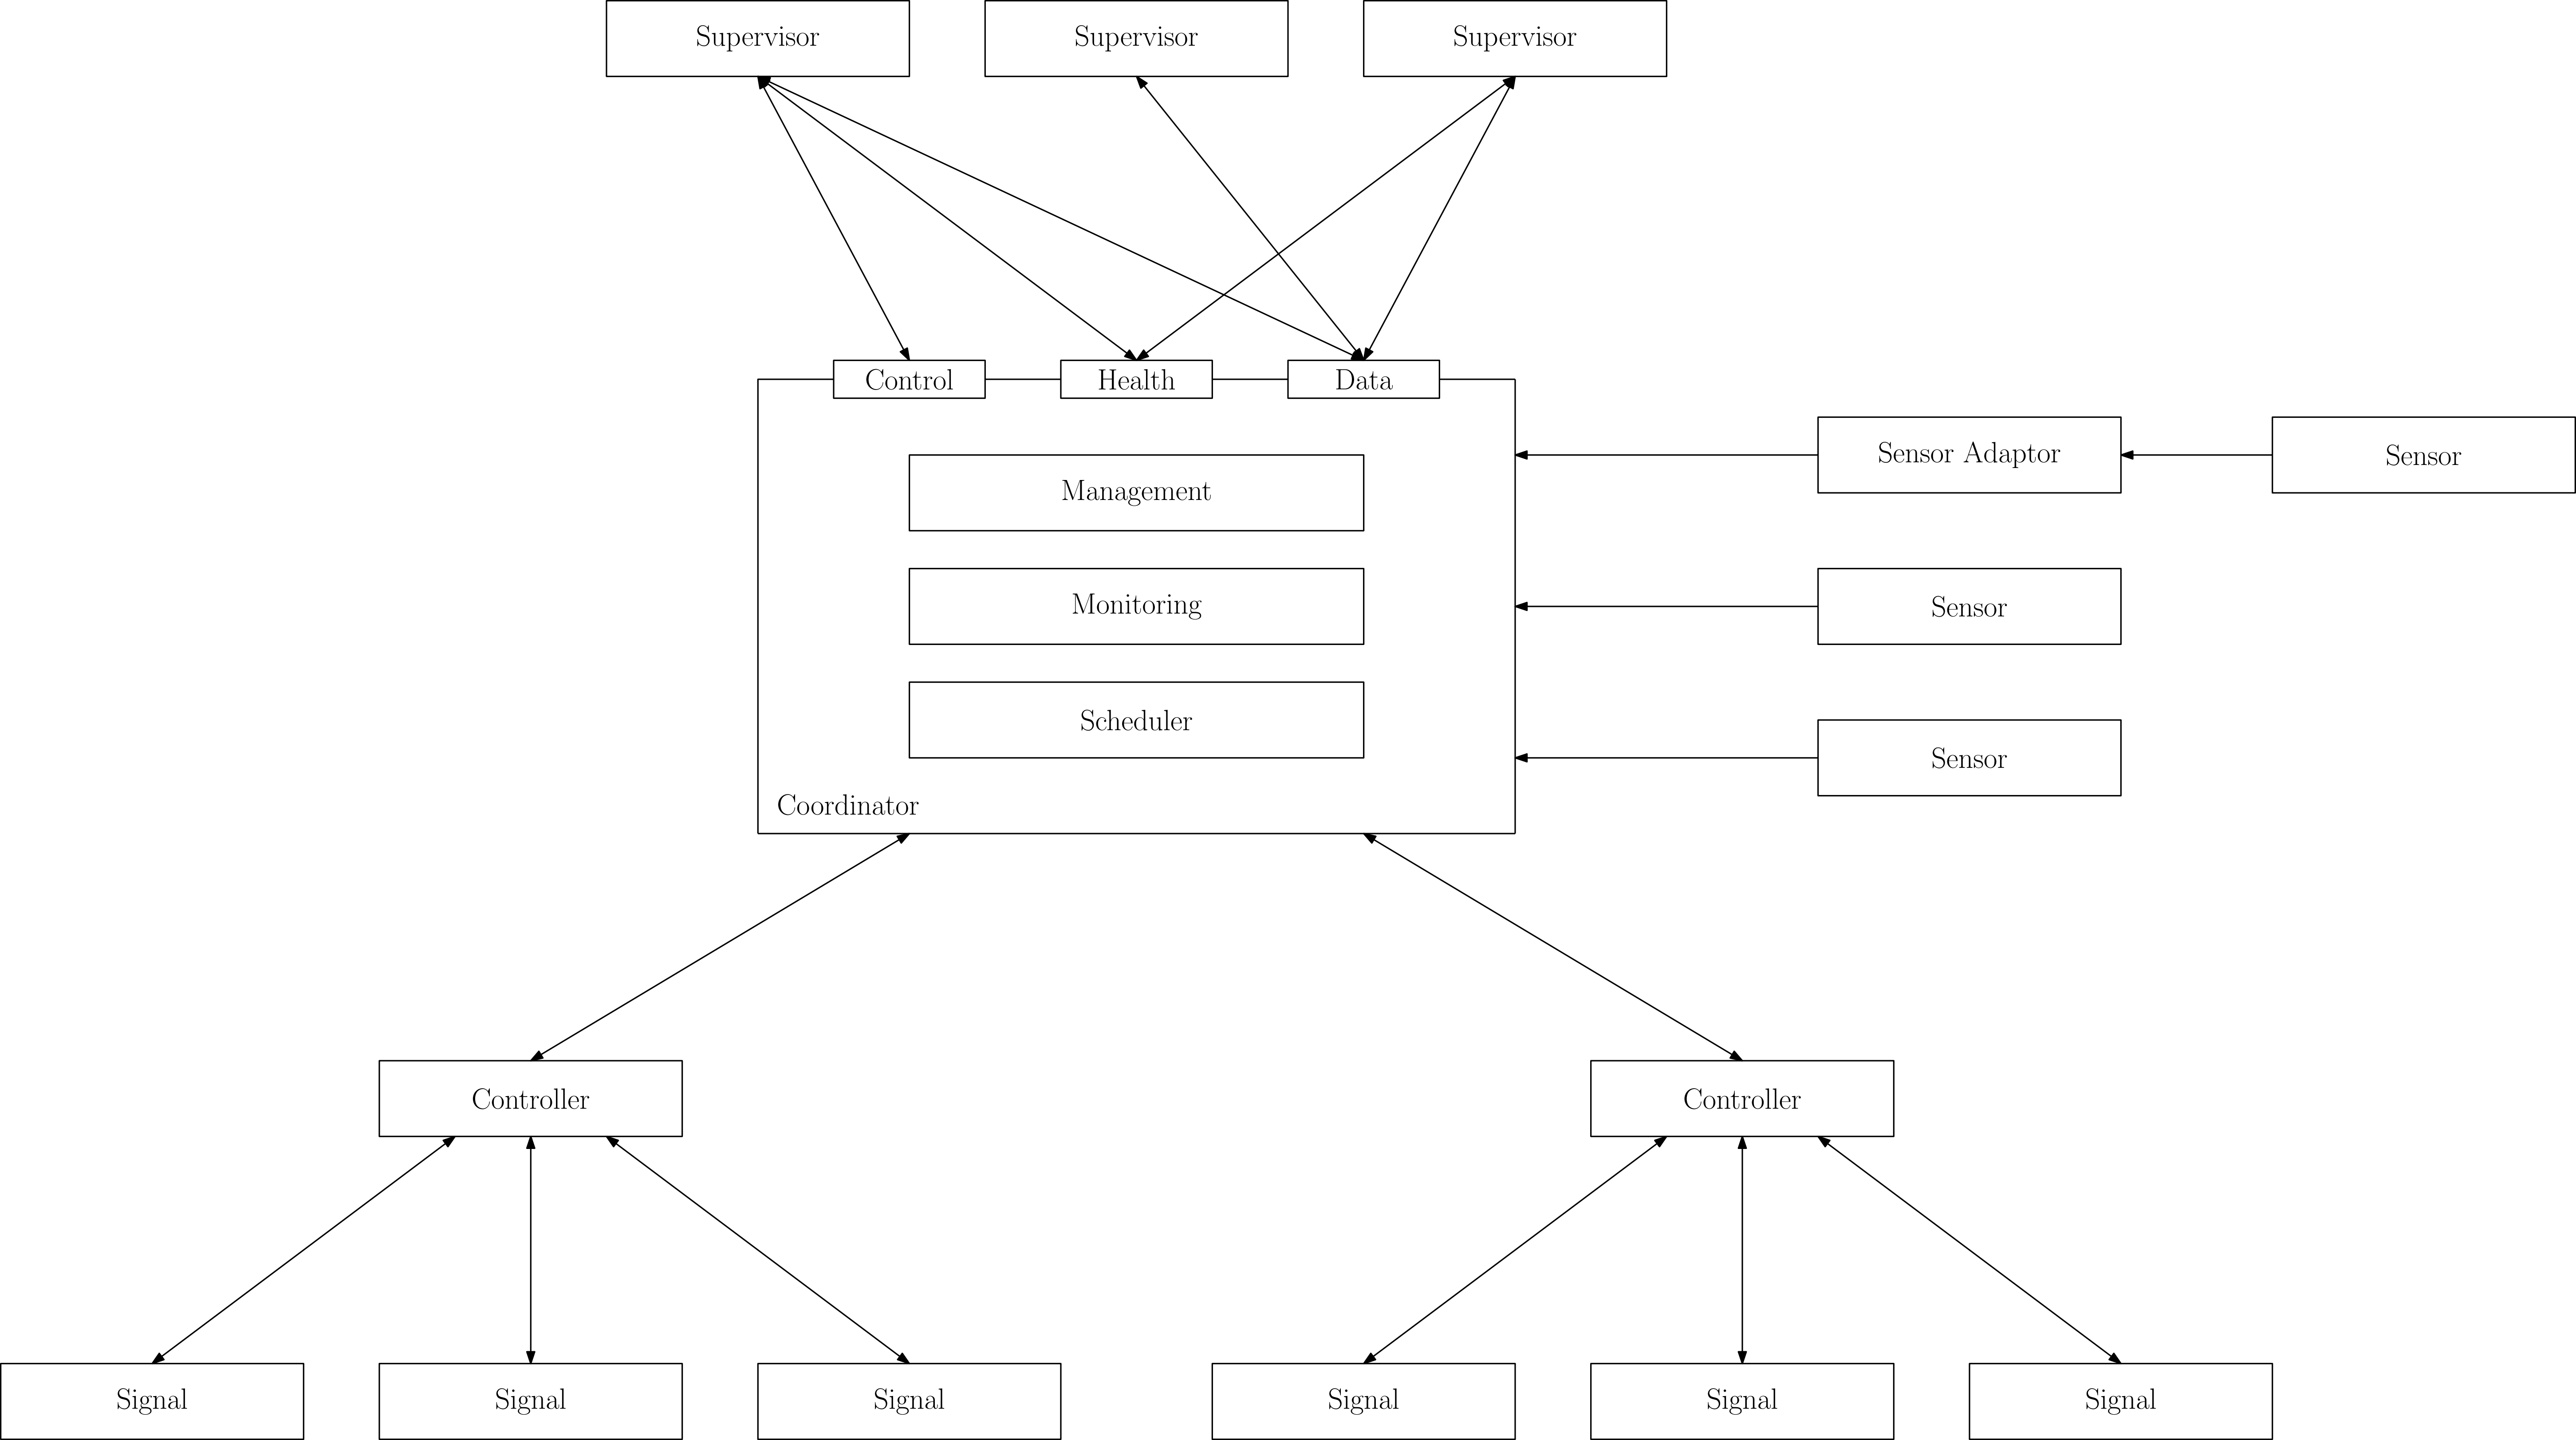 Supervisor
Supervisor
Supervisor
Control
Health
Data
Management
Sensor Adaptor
Sensor
Monitoring
Sensor
Scheduler
Sensor
Coordinator
Controller
Controller
Signal
Signal
Signal
Signal
Signal
Signal